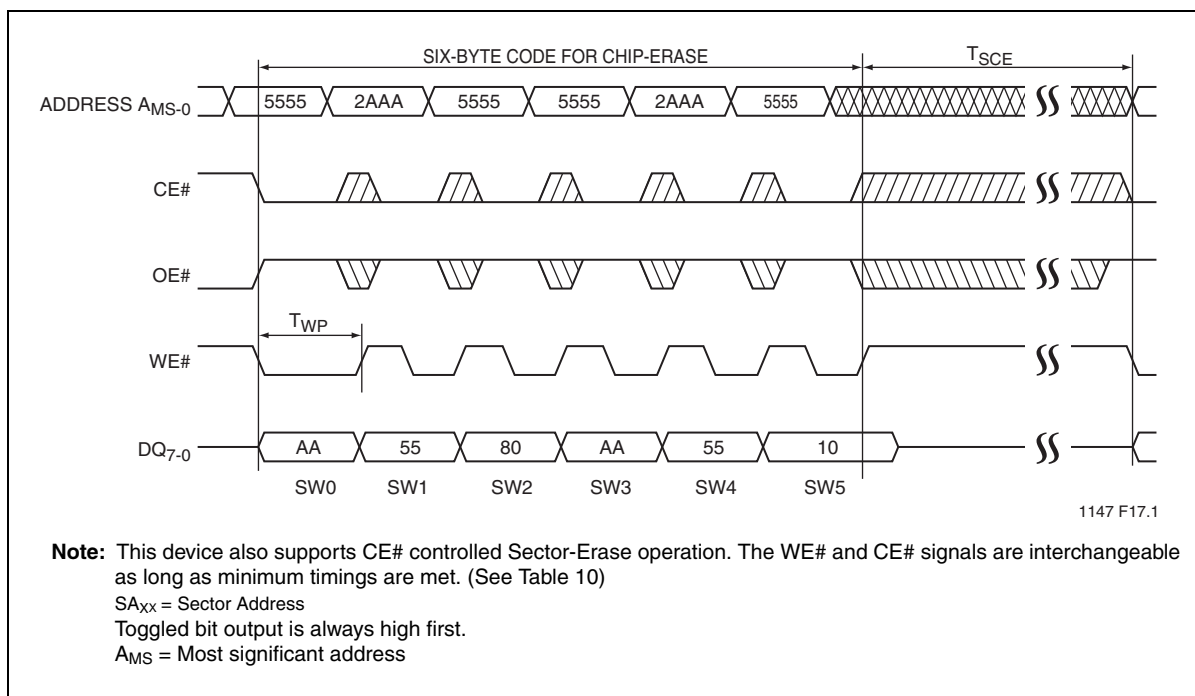 SIX-BYTE CODE FOR CHIP-ERASE TSCE
ADDRESS AMS-0 5555 2AAA 5555 5555 2AAA 5555
CE#
OE#
TWP
WE#
DQ7-0 AA 55 80 AA 55 10
SW0 SW1 SW2 SW3 SW4 SW5
1147 F17.1
Note: This device also supports CE# controlled Sector-Erase operation. The WE# and CE# signals are interchangeable
as long as minimum timings are met. (See Table 10)
SAXX = Sector Address
Toggled bit output is always high first.
AMS = Most significant address